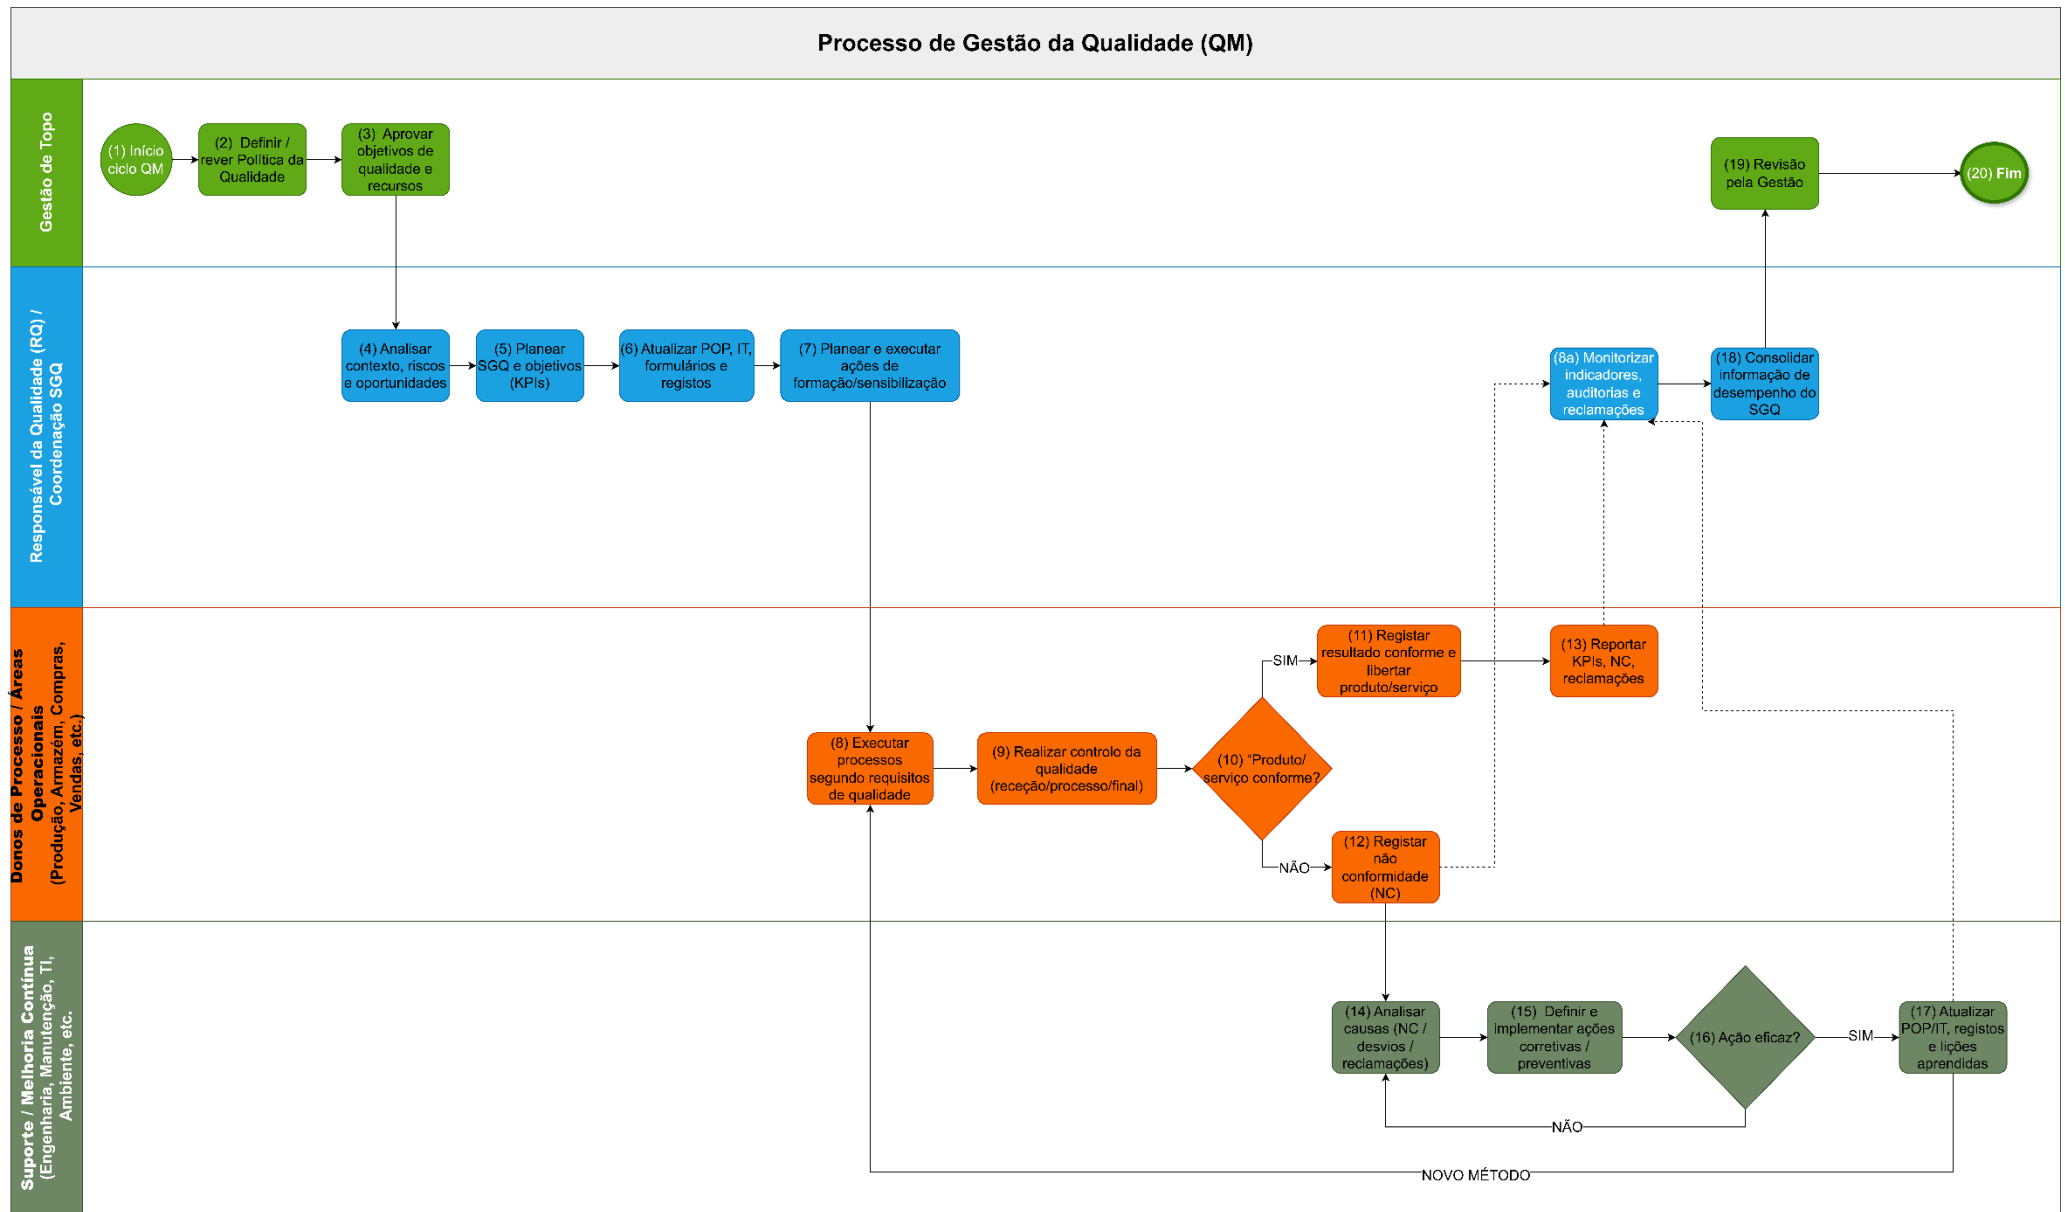 Processo de Gestão da Qualidade (QM)
Gestão de Topo
(1) Início
ciclo QM
(2)  Definir /
rever Política da
Qualidade
(3)  Aprovar
objetivos de
qualidade e
recursos
(19) Revisão
pela Gestão
(20) Fim
Responsável da Qualidade (RQ) /
Coordenação SGQ
(4) Analisar
contexto, riscos
e oportunidades
(5) Planear
SGQ e objetivos
(KPIs)
(6) Atualizar POP, IT,
formulários e
registos
(7) Planear e executar
ações de
formação/sensibilização
(8a) Monitorizar
indicadores,
auditorias e
reclamações
(18) Consolidar
informação de
desempenho do
SGQ
Donos de Processo / Áreas
Operacionais
(Produção, Armazém, Compras,
Vendas, etc.)
(8) Executar
processos
segundo requisitos
de qualidade
(9) Realizar controlo da
qualidade
(receção/processo/final)
(10) "Produto/
serviço conforme?
SIM
(11) Registar
resultado conforme e
libertar
produto/serviço
(13) Reportar
KPIs, NC,
reclamações
NÃO
(12) Registar
não
conformidade
(NC)
Suporte / Melhoria Contínua
(Engenharia, Manutenção, TI,
Ambiente, etc.
(14) Analisar
causas (NC /
desvios /
reclamações)
(15)  Definir e
implementar ações
corretivas /
preventivas
(16) Ação eficaz?
SIM
(17) Atualizar
POP/IT, registos
e lições
aprendidas
NÃO
NOVO MÉTODO